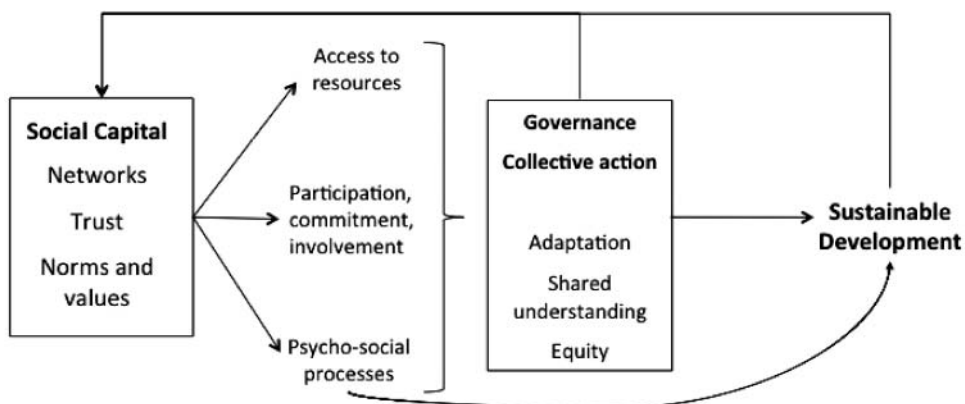 Social Capital
Networks
Trust
Norms and
values
Access to
resources
Participation,
commitment,
involvement
Psycho-social
processes
Governance
Collective action
Adaptation
Shared
understanding
Equity
Sustainable
Development